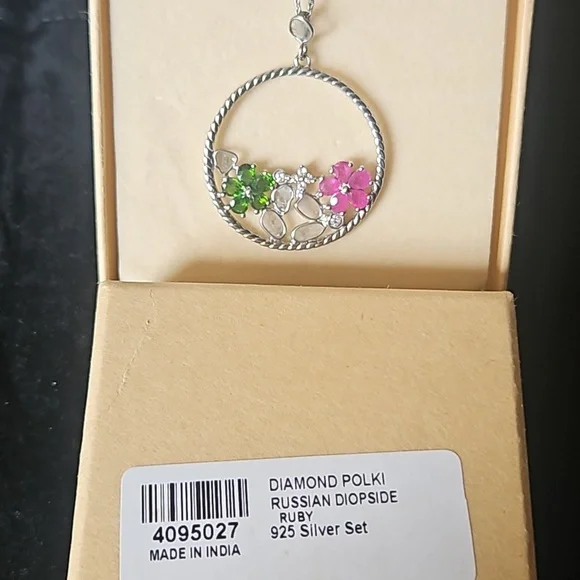 DIAMOND POLKI
RUSSIAN DIOPSIDE
RUBY
925 Silver Set
4095027
MADE IN INDIA